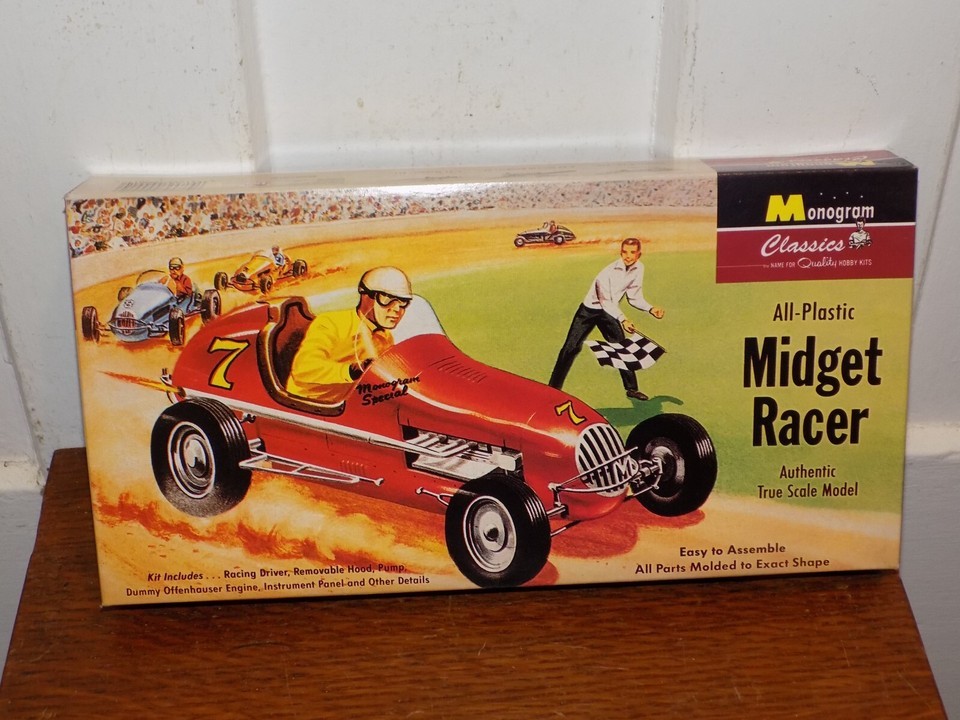 Monogram
Classics
THE NAME FOR Quality HOBBY KITS
All-Plastic
Midget
Racer
Authentic
True Scale Model
7
Monogram
Special
7
Easy to Assemble
All Parts Molded to Exact Shape
Kit Includes . . . Racing Driver, Removable Hood, Pump,
Dummy Offenhauser Engine, Instrument Panel and Other Details